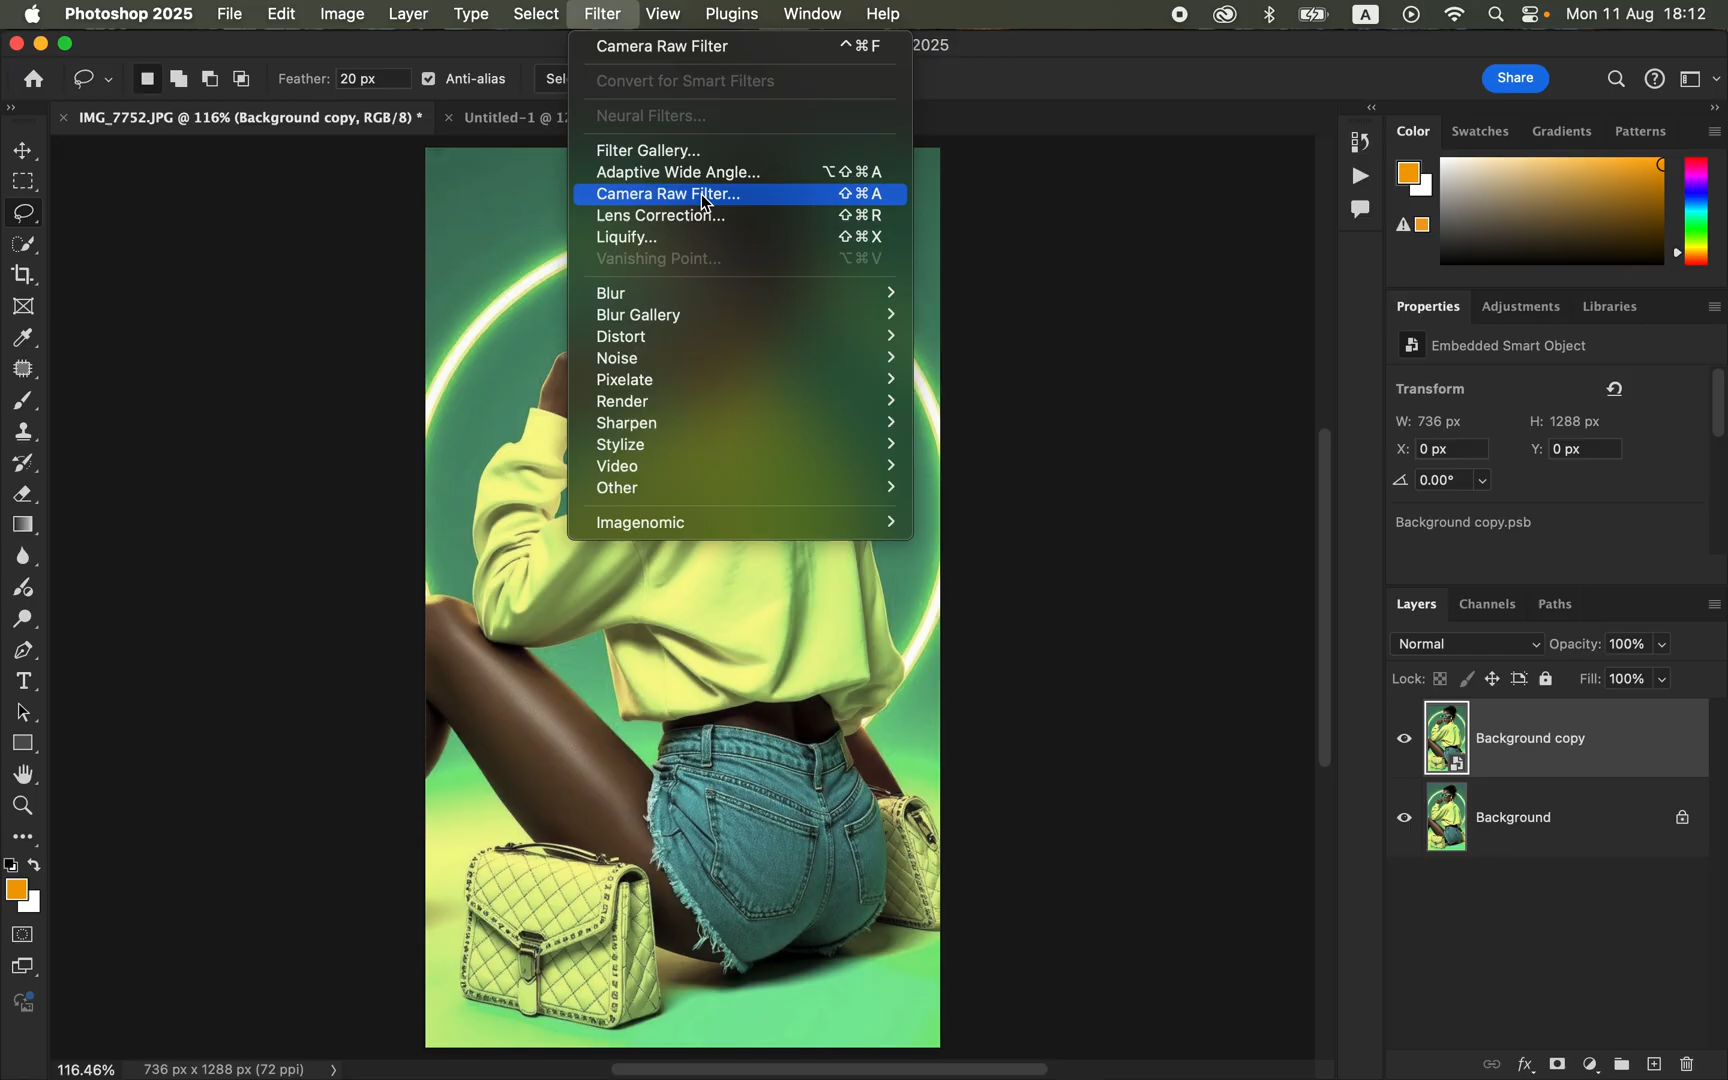 Photoshop 2025 File Edit Image Layer Type Select Filter View Plugins Window Help A Mon 11 Aug 18:12
2025
Feather: 20 px Anti-alias Sel Share
IMG_7752.JPG @ 116% (Background copy, RGB/8) * Untitled-1 @ 12
Camera Raw Filter ^⌘F
Convert for Smart Filters
Neural Filters...
Filter Gallery...
Adaptive Wide Angle... ⌥⇧⌘A
Camera Raw Filter... ⇧⌘A
Lens Correction... ⇧⌘R
Liquify... ⇧⌘X
Vanishing Point... ⌥⌘V
Blur
Blur Gallery
Distort
Noise
Pixelate
Render
Sharpen
Stylize
Video
Other
Imagenomic
Color Swatches Gradients Patterns
Properties Adjustments Libraries
Embedded Smart Object
Transform
W: 736 px H: 1288 px
X: 0 px Y: 0 px
0.00°
Background copy.psb
Layers Channels Paths
Normal Opacity: 100%
Lock: Fill: 100%
Background copy
Background
116.46% 736 px x 1288 px (72 ppi)